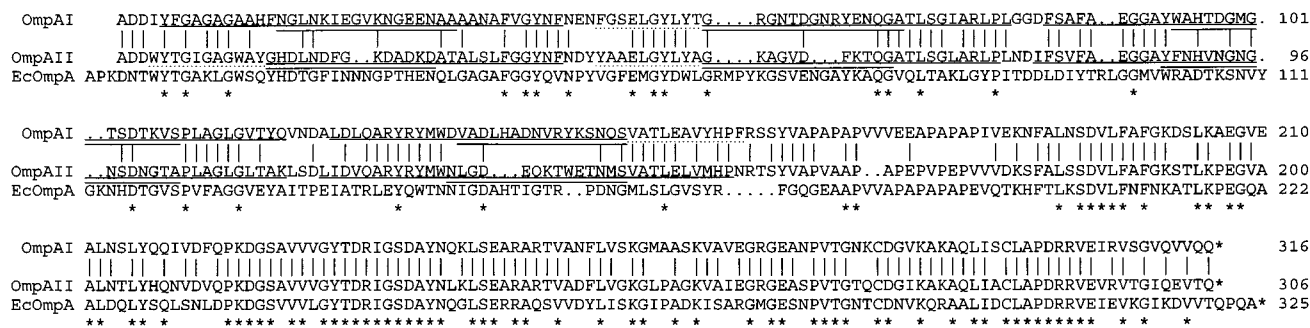 OmpAI ADDIYFGAGAGAAHFNGLNKIEGVKNGEENAAAANAFVGYNFNENFGSELGYLYTG....RGNTDGNRYENQGATLSGIARLPLGGDFSAFA..EGGAYWAHTDGMG. 101
OmpAII ADDWYTGIGAGWAYGHDLNDFG..KDADKDATALSLFGGYNFNDYYAAELGYLYAG....KAGVD...FKTQGATLSGLARLPLNDIFSVFA..EGGAYFNHVNGNG. 96
EcOmpA APKDNTWYTGAKLGWSQYHDTGFINNNGPTHENQLGAGAFGGYQVNPYVGFEMGYDWLGRMPYKGSVENGAYKAQGVQLTAKLGYPITDDLDIYTRLGGMVWRADTKSNVY 111
OmpAI ..TSDTKVSPLAGLGVTYQVNDALDLQARYRYMWDVADLHADNVRYKSNQSVATLEAVYHPFRSSYVAPAPAPVVVEEAPAPAPIVEKNFALNSDVLFAFGKDSLKAEGVE 210
OmpAII ..NSDNGTAPLAGLGLTAKLSDLIDVQARYRYMWNLGD...EQKTWETNMSVATLELVMHPNRTSYVAPVAAP..APEPVPEPVVVDKSFALSSDVLFAFGKSTLKPEGVA 200
EcOmpA GKNHDTGVSPVFAGGVEYAITPEIATRLEYQWTNNIGDAHTIGTR..PDNGMLSLGVSYR....FGQGEAAPVVAPAPAPAPEVQTKHFTLKSDVLFNFNKATLKPEGQA 222
OmpAI ALNSLYQQIVDFQPKDGSAVVVGYTDRIGSDAYNQKLSEARARTVANFLVSKGMAASKVAVEGRGEANPVTGNKCDGVKAKAQLISCLAPDRRVEIRVSGVQVVQQ* 316
OmpAII ALNTLYHQNVDVQPKDGSAVVVGYTDRIGSDAYNLKLSEARARTVADFLVGKGLPAGKVAIEGRGEASPVTGTQCDGIKAKAQLIACLAPDRRVEVRVTGIQEVTQ* 306
EcOmpA ALDQLYSQLSNLDPKDGSVVVLGYTDRIGSDAYNQGLSERRAQSVVDYLISKGIPADKISARGMGESNPVTGNTCDNVKQRAALIDCLAPDRRVEIEVKGIKDVVTQPQA* 325